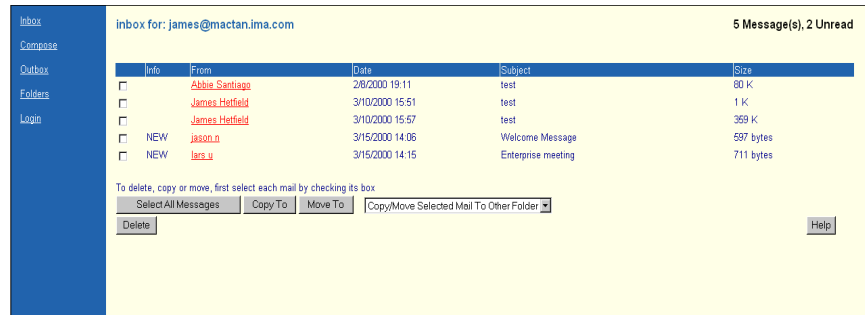 Inbox
Compose
Outbox
Folders
Login
inbox for: james@mactan.ima.com 5 Message(s), 2 Unread
Info From Date Subject Size
Abbie Santiago 2/8/2000 19:11 test 80 K
James Hetfield 3/10/2000 15:51 test 1 K
James Hetfield 3/10/2000 15:57 test 359 K
NEW jason n 3/15/2000 14:06 Welcome Message 597 bytes
NEW lars u 3/15/2000 14:15 Enterprise meeting 711 bytes
To delete, copy or move, first select each mail by checking its box
Select All Messages Copy To Move To Copy/Move Selected Mail To Other Folder
Delete Help